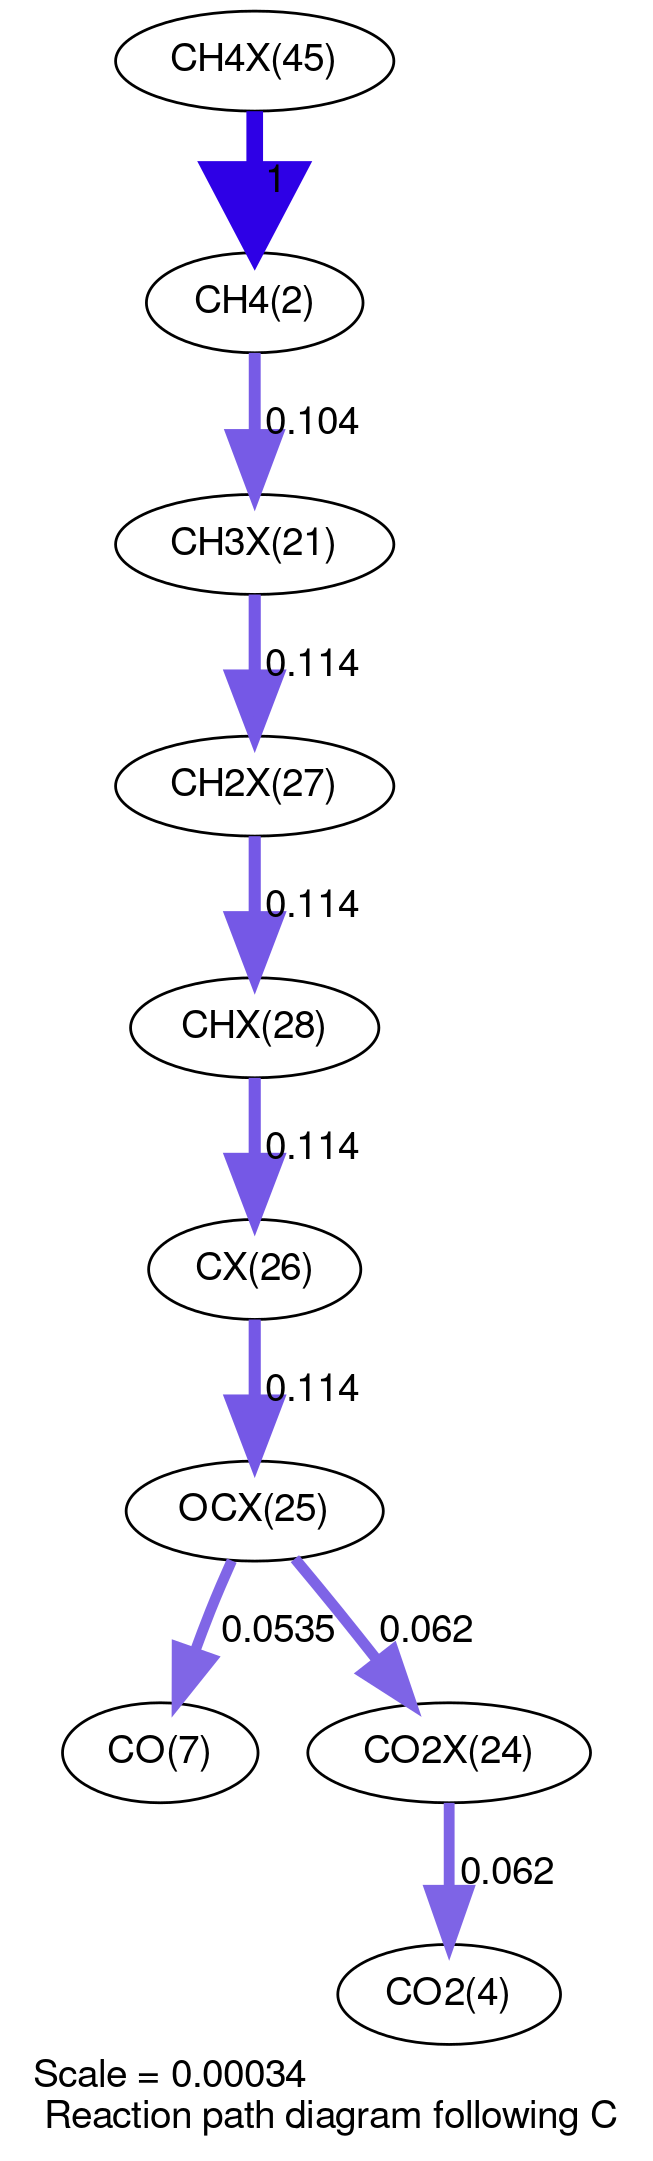 CH4X(45)
1
CH4(2)
0.104
CH3X(21)
0.114
CH2X(27)
0.114
CHX(28)
0.114
CX(26)
0.114
OCX(25)
0.0535
0.062
CO(7)
CO2X(24)
0.062
CO2(4)
Scale = 0.00034
Reaction path diagram following C